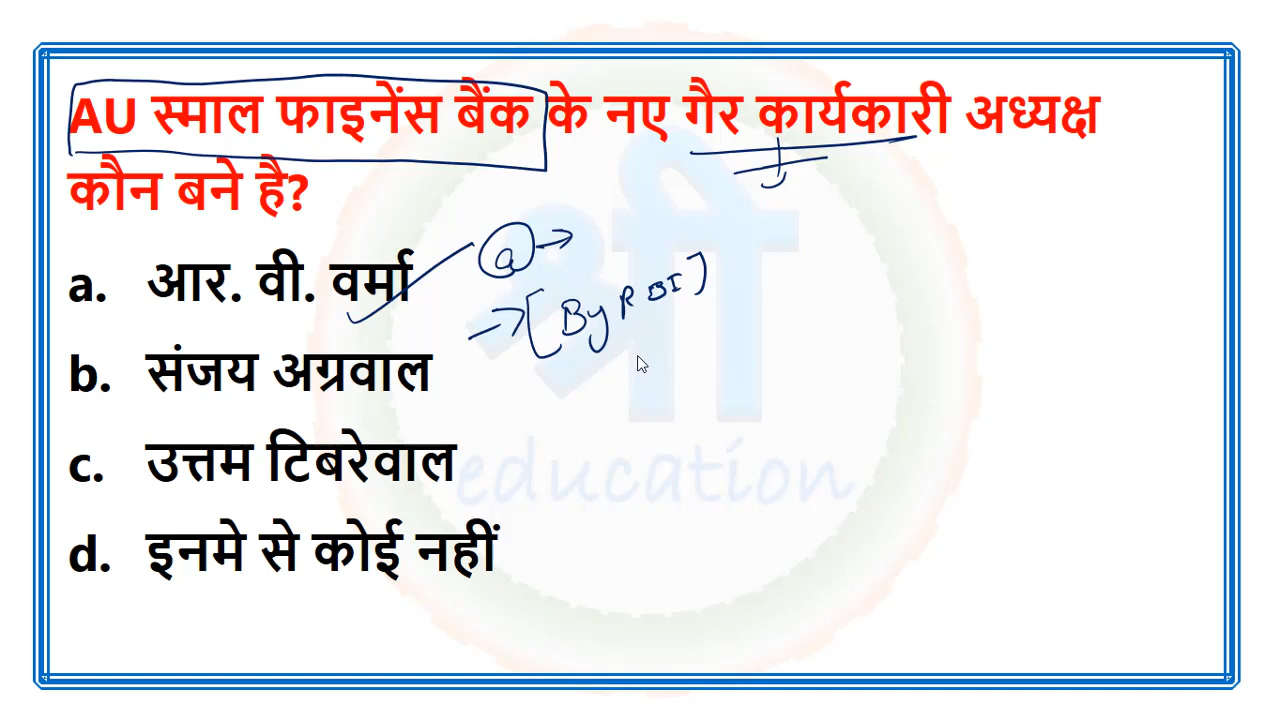 AU स्माल फाइनेंस बैंक के नए गैर कार्यकारी अध्यक्ष
कौन बने है?
a. आर. वी. वर्मा
a
[By RBI]
b. संजय अग्रवाल
c. उत्तम टिबरेवाल
d. इनमे से कोई नहीं
श्री
education